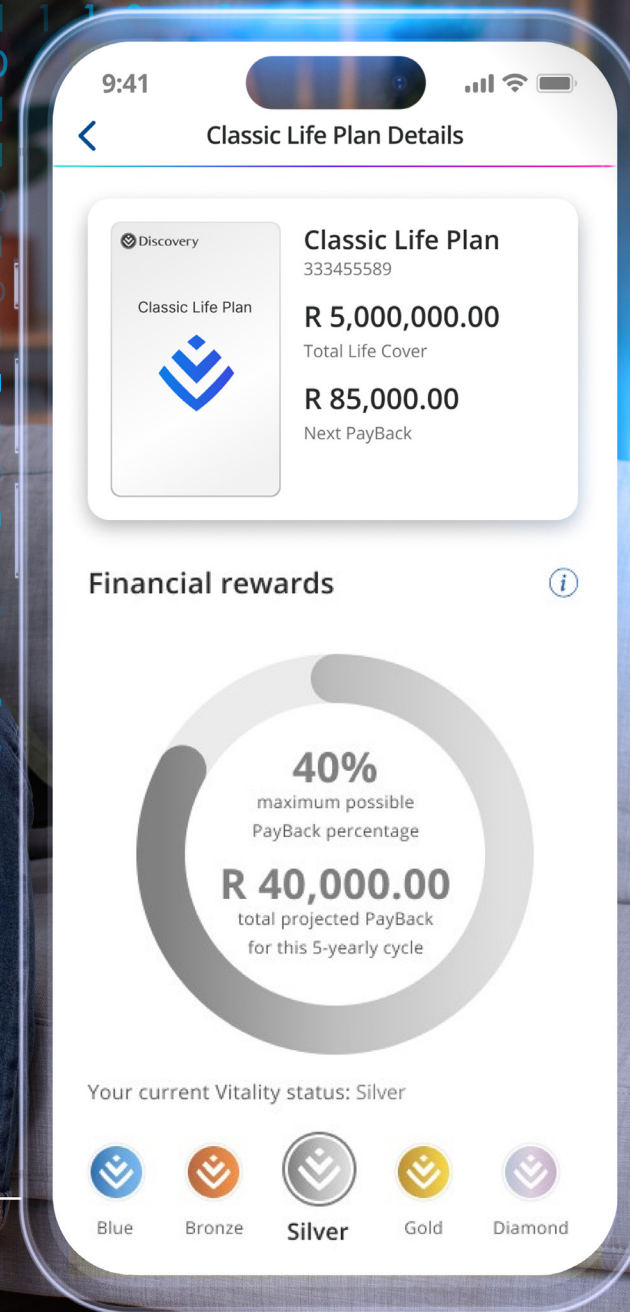 9:41
Classic Life Plan Details
Discovery
Classic Life Plan
Classic Life Plan
333455589
R 5,000,000.00
Total Life Cover
R 85,000.00
Next PayBack
Financial rewards
i
40%
maximum possible
PayBack percentage
R 40,000.00
total projected PayBack
for this 5-yearly cycle
Your current Vitality status: Silver
Blue
Bronze
Silver
Gold
Diamond